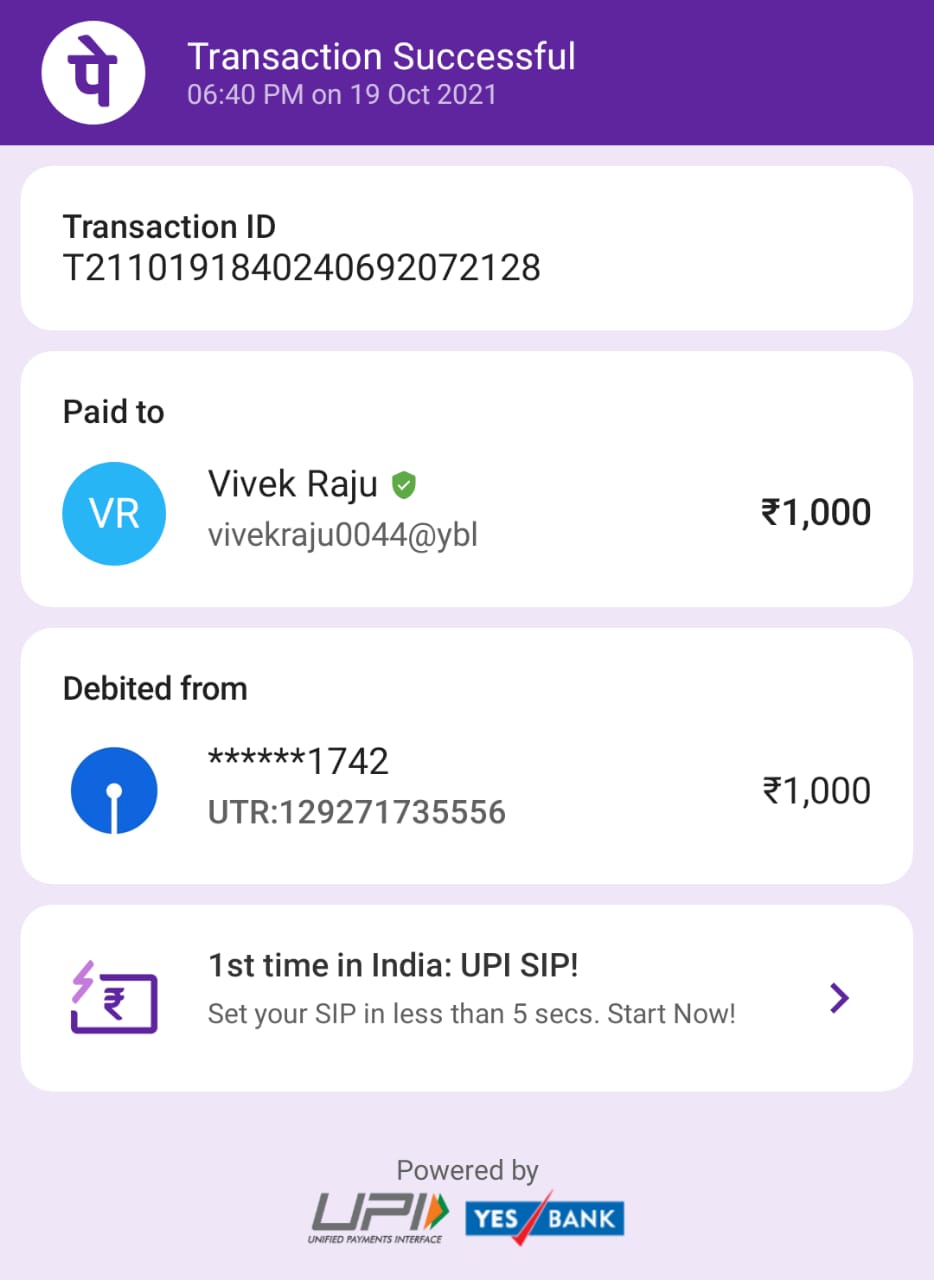 पे
Transaction Successful
06:40 PM on 19 Oct 2021
Transaction ID
T2110191840240692072128
Paid to
VR
Vivek Raju
vivekraju0044@ybl
₹1,000
Debited from
******1742
₹1,000
UTR:129271735556
1st time in India: UPI SIP!
₹
Set your SIP in less than 5 secs. Start Now!
Powered by
UPI
UNIFIED PAYMENTS INTERFACE
YES BANK